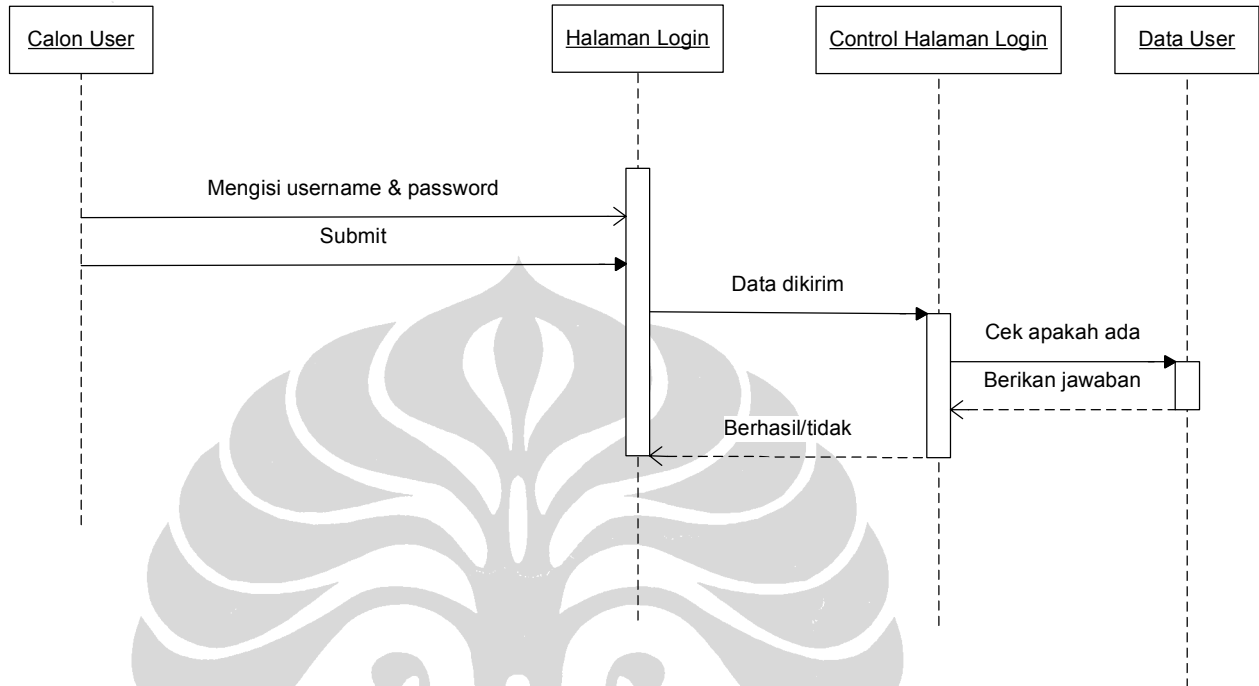 Calon User
Halaman Login
Control Halaman Login
Data User
Mengisi username & password
Submit
Data dikirim
Cek apakah ada
Berikan jawaban
Berhasil/tidak